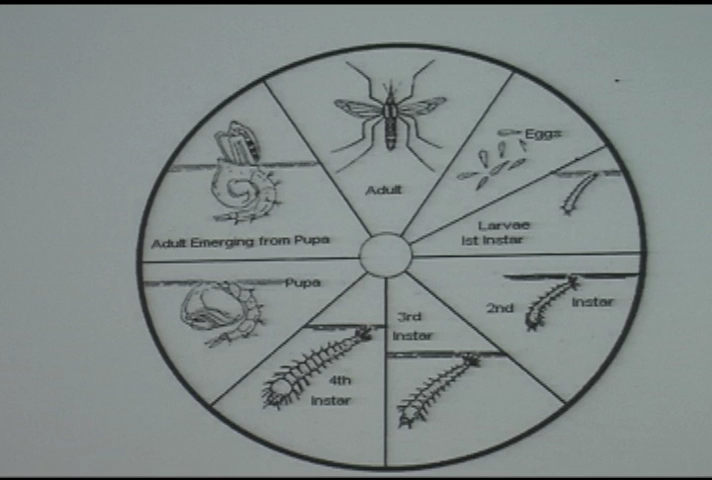 Adult
Eggs
Larvae
Ist Instar
2nd Instar
3rd
Instar
4th
Instar
Pupa
Adult Emerging from Pupa